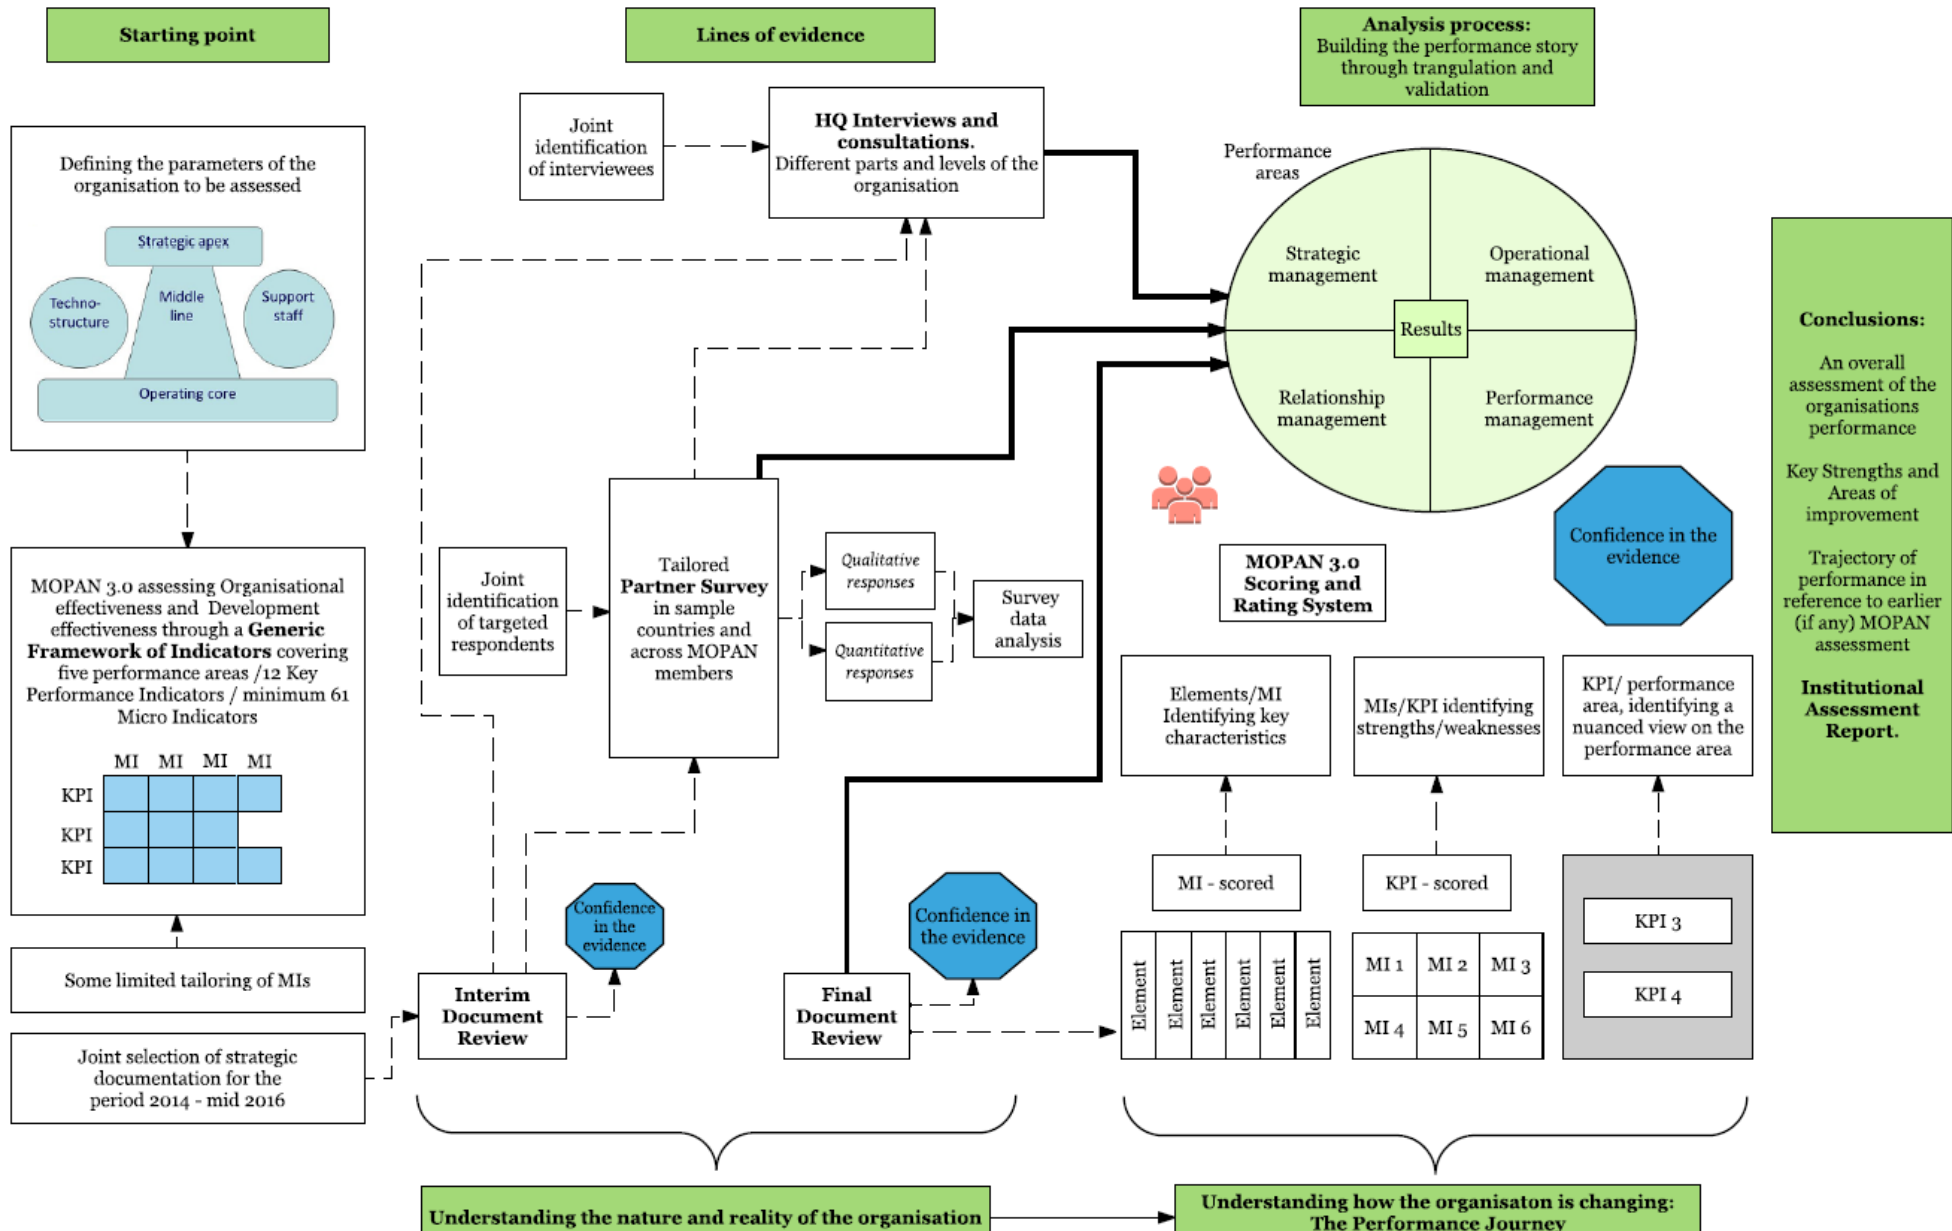 Starting point
Defining the parameters of the
organisation to be assessed
Strategic apex
Techno-
structure
Middle
line
Support
staff
Operating core
MOPAN 3.0 assessing Organisational
effectiveness and Development
effectiveness through a Generic
Framework of Indicators covering
five performance areas /12 Key
Performance Indicators / minimum 61
Micro Indicators
MI MI MI MI
KPI
KPI
KPI
Some limited tailoring of MIs
Joint selection of strategic
documentation for the
period 2014 - mid 2016
Lines of evidence
Joint
identification
of interviewees
HQ Interviews and
consultations.
Different parts and levels of the
organisation
Joint
identification
of targeted
respondents
Tailored
Partner Survey
in sample
countries and
across MOPAN
members
Qualitative
responses
Quantitative
responses
Survey
data
analysis
Confidence
in the
evidence
Interim
Document
Review
Confidence in
the evidence
Final
Document
Review
Analysis process:
Building the performance story
through trangulation and
validation
Performance
areas
Strategic
management
Operational
management
Results
Relationship
management
Performance
management
MOPAN 3.0
Scoring and
Rating System
Confidence in the
evidence
Elements/MI
Identifying key
characteristics
MIs/KPI identifying
strengths/weaknesses
KPI/ performance
area, identifying a
nuanced view on the
performance area
MI - scored
KPI - scored
Element
Element
Element
Element
Element
Element
MI 1 MI 2 MI 3
MI 4 MI 5 MI 6
KPI 3
KPI 4
Conclusions:
An overall
assessment of the
organisations
performance
Key Strengths and
Areas of
improvement
Trajectory of
performance in
reference to earlier
(if any) MOPAN
assessment
Institutional
Assessment
Report.
Understanding the nature and reality of the organisation
Understanding how the organisaton is changing:
The Performance Journey